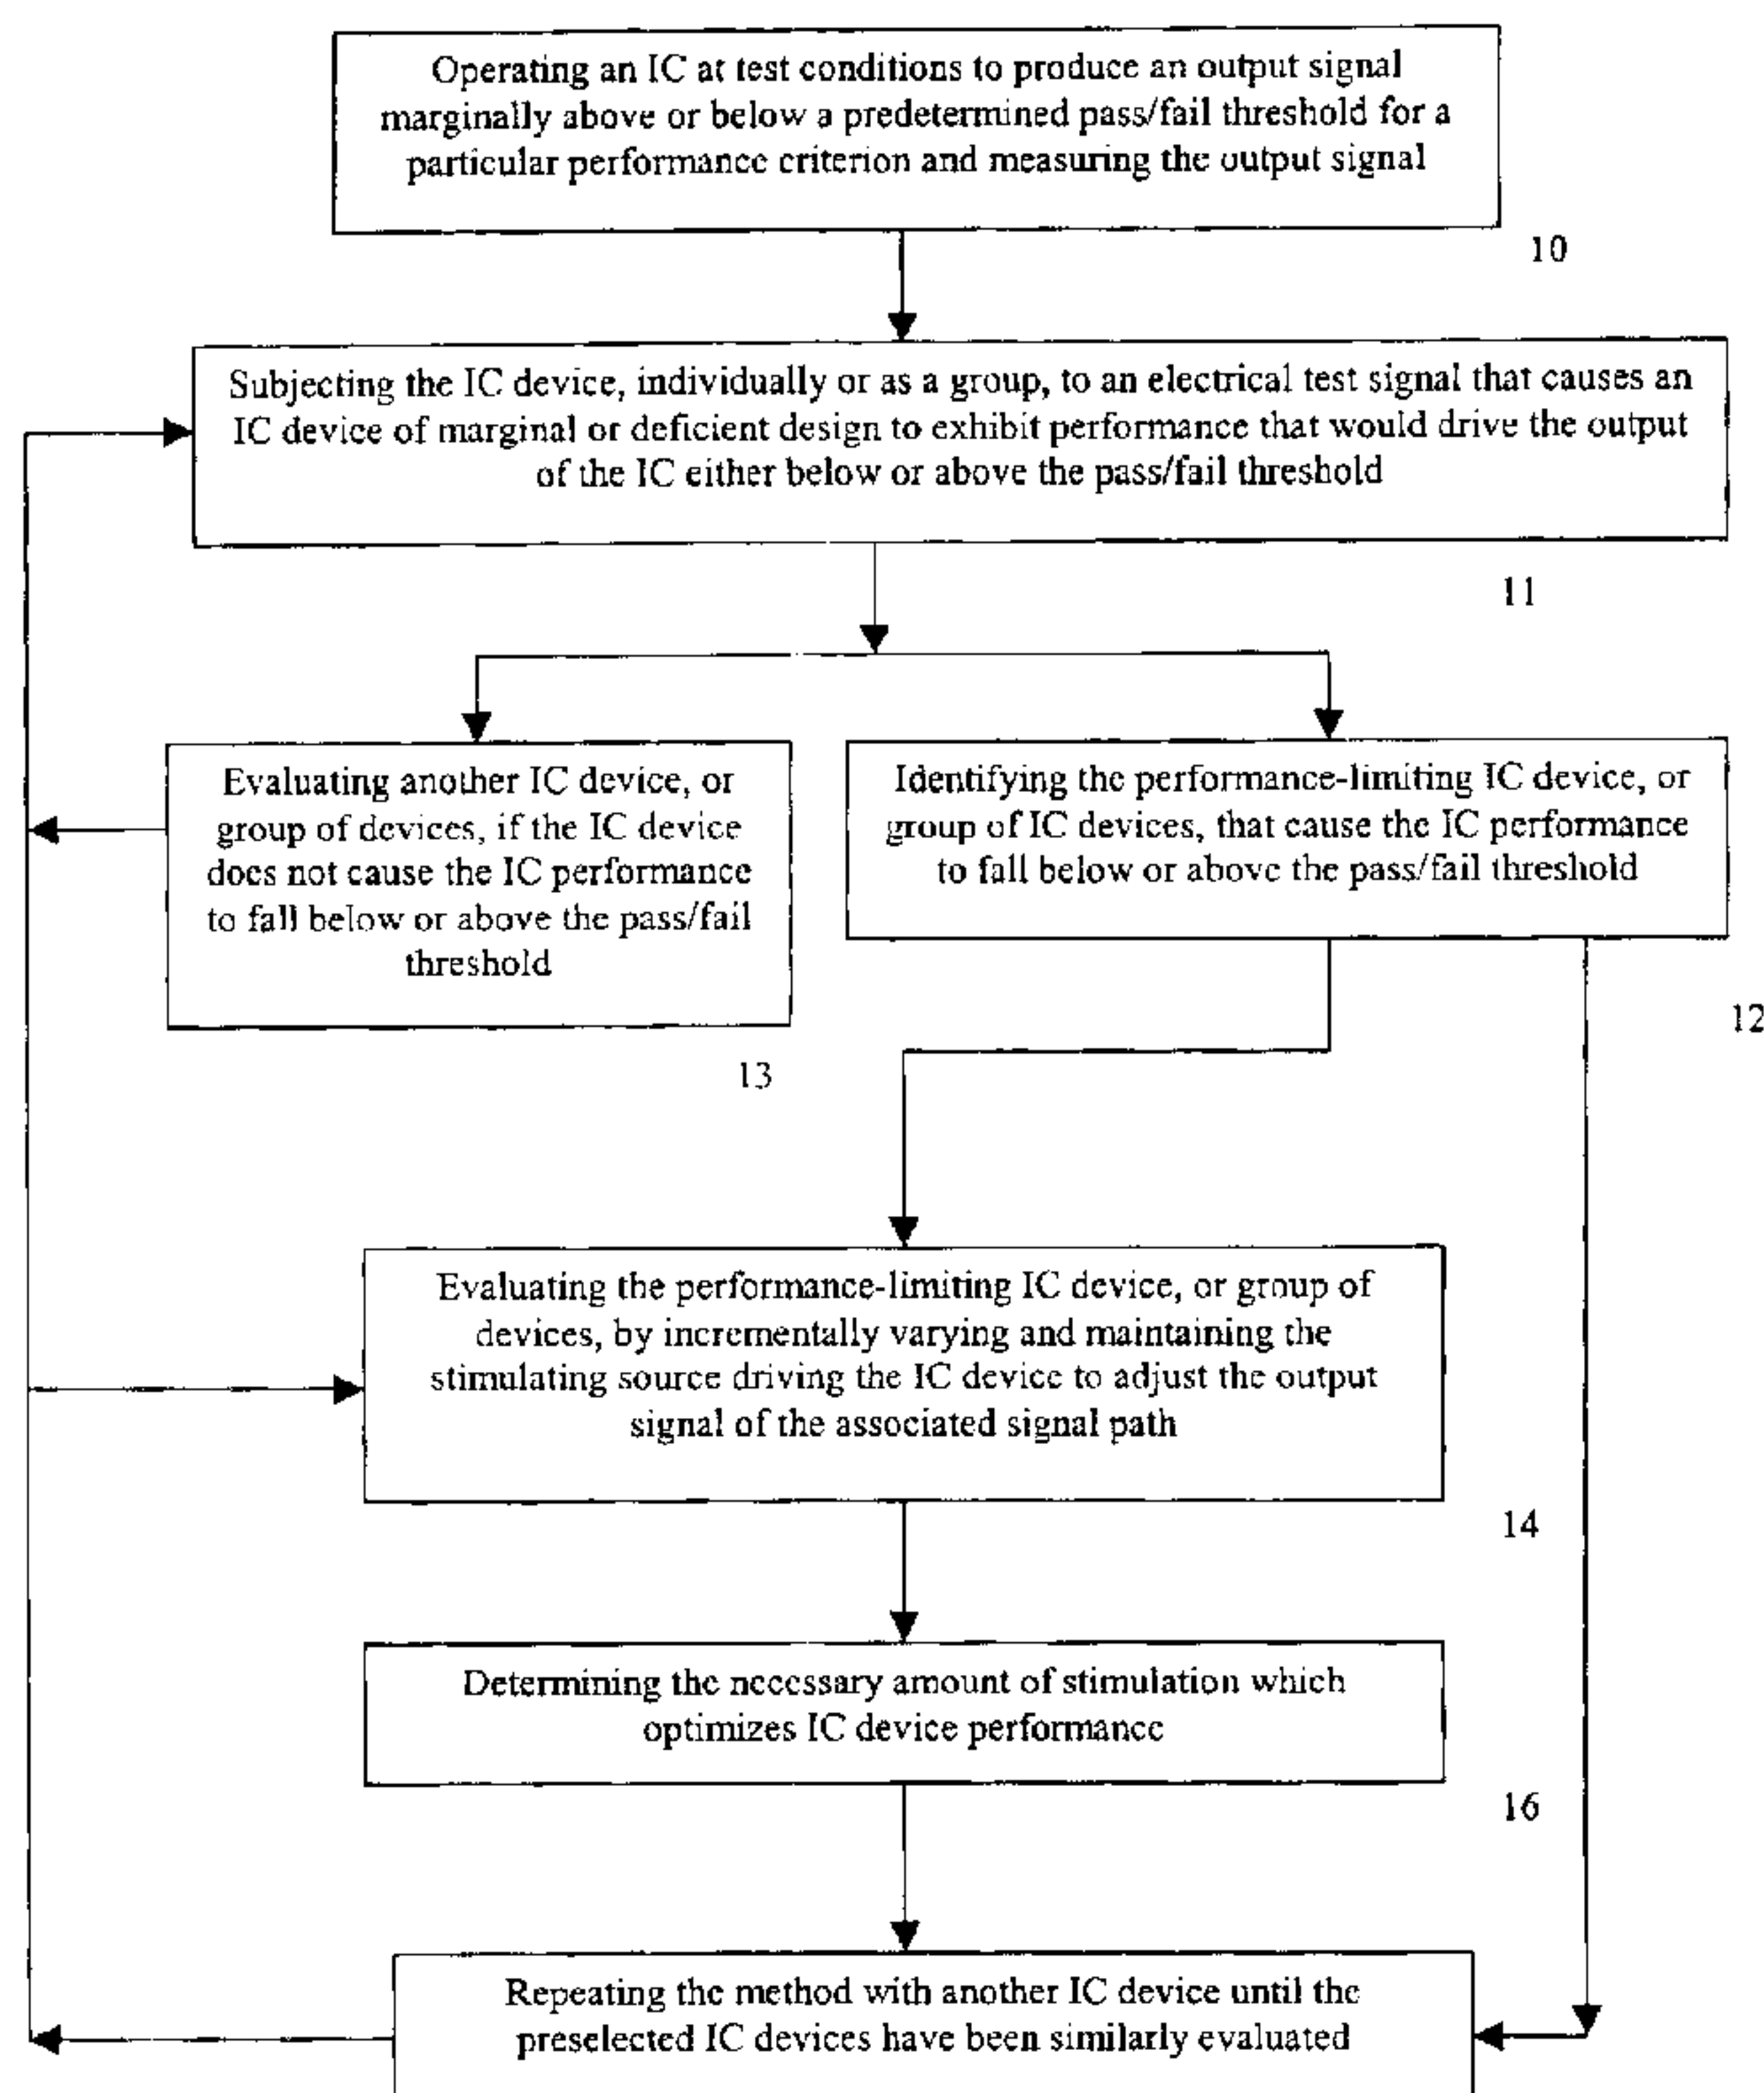 Operating an IC at test conditions to produce an output signal
marginally above or below a predetermined pass/fail threshold for a
particular performance criterion and measuring the output signal
10
Subjecting the IC device, individually or as a group, to an electrical test signal that causes an
IC device of marginal or deficient design to exhibit performance that would drive the output
of the IC either below or above the pass/fail threshold
11
Evaluating another IC device, or
group of devices, if the IC device
does not cause the IC performance
to fall below or above the pass/fail
threshold
13
Identifying the performance-limiting IC device, or
group of IC devices, that cause the IC performance
to fall below or above the pass/fail threshold
12
Evaluating the performance-limiting IC device, or group of
devices, by incrementally varying and maintaining the
stimulating source driving the IC device to adjust the output
signal of the associated signal path
14
Determining the necessary amount of stimulation which
optimizes IC device performance
16
Repeating the method with another IC device until the
preselected IC devices have been similarly evaluated